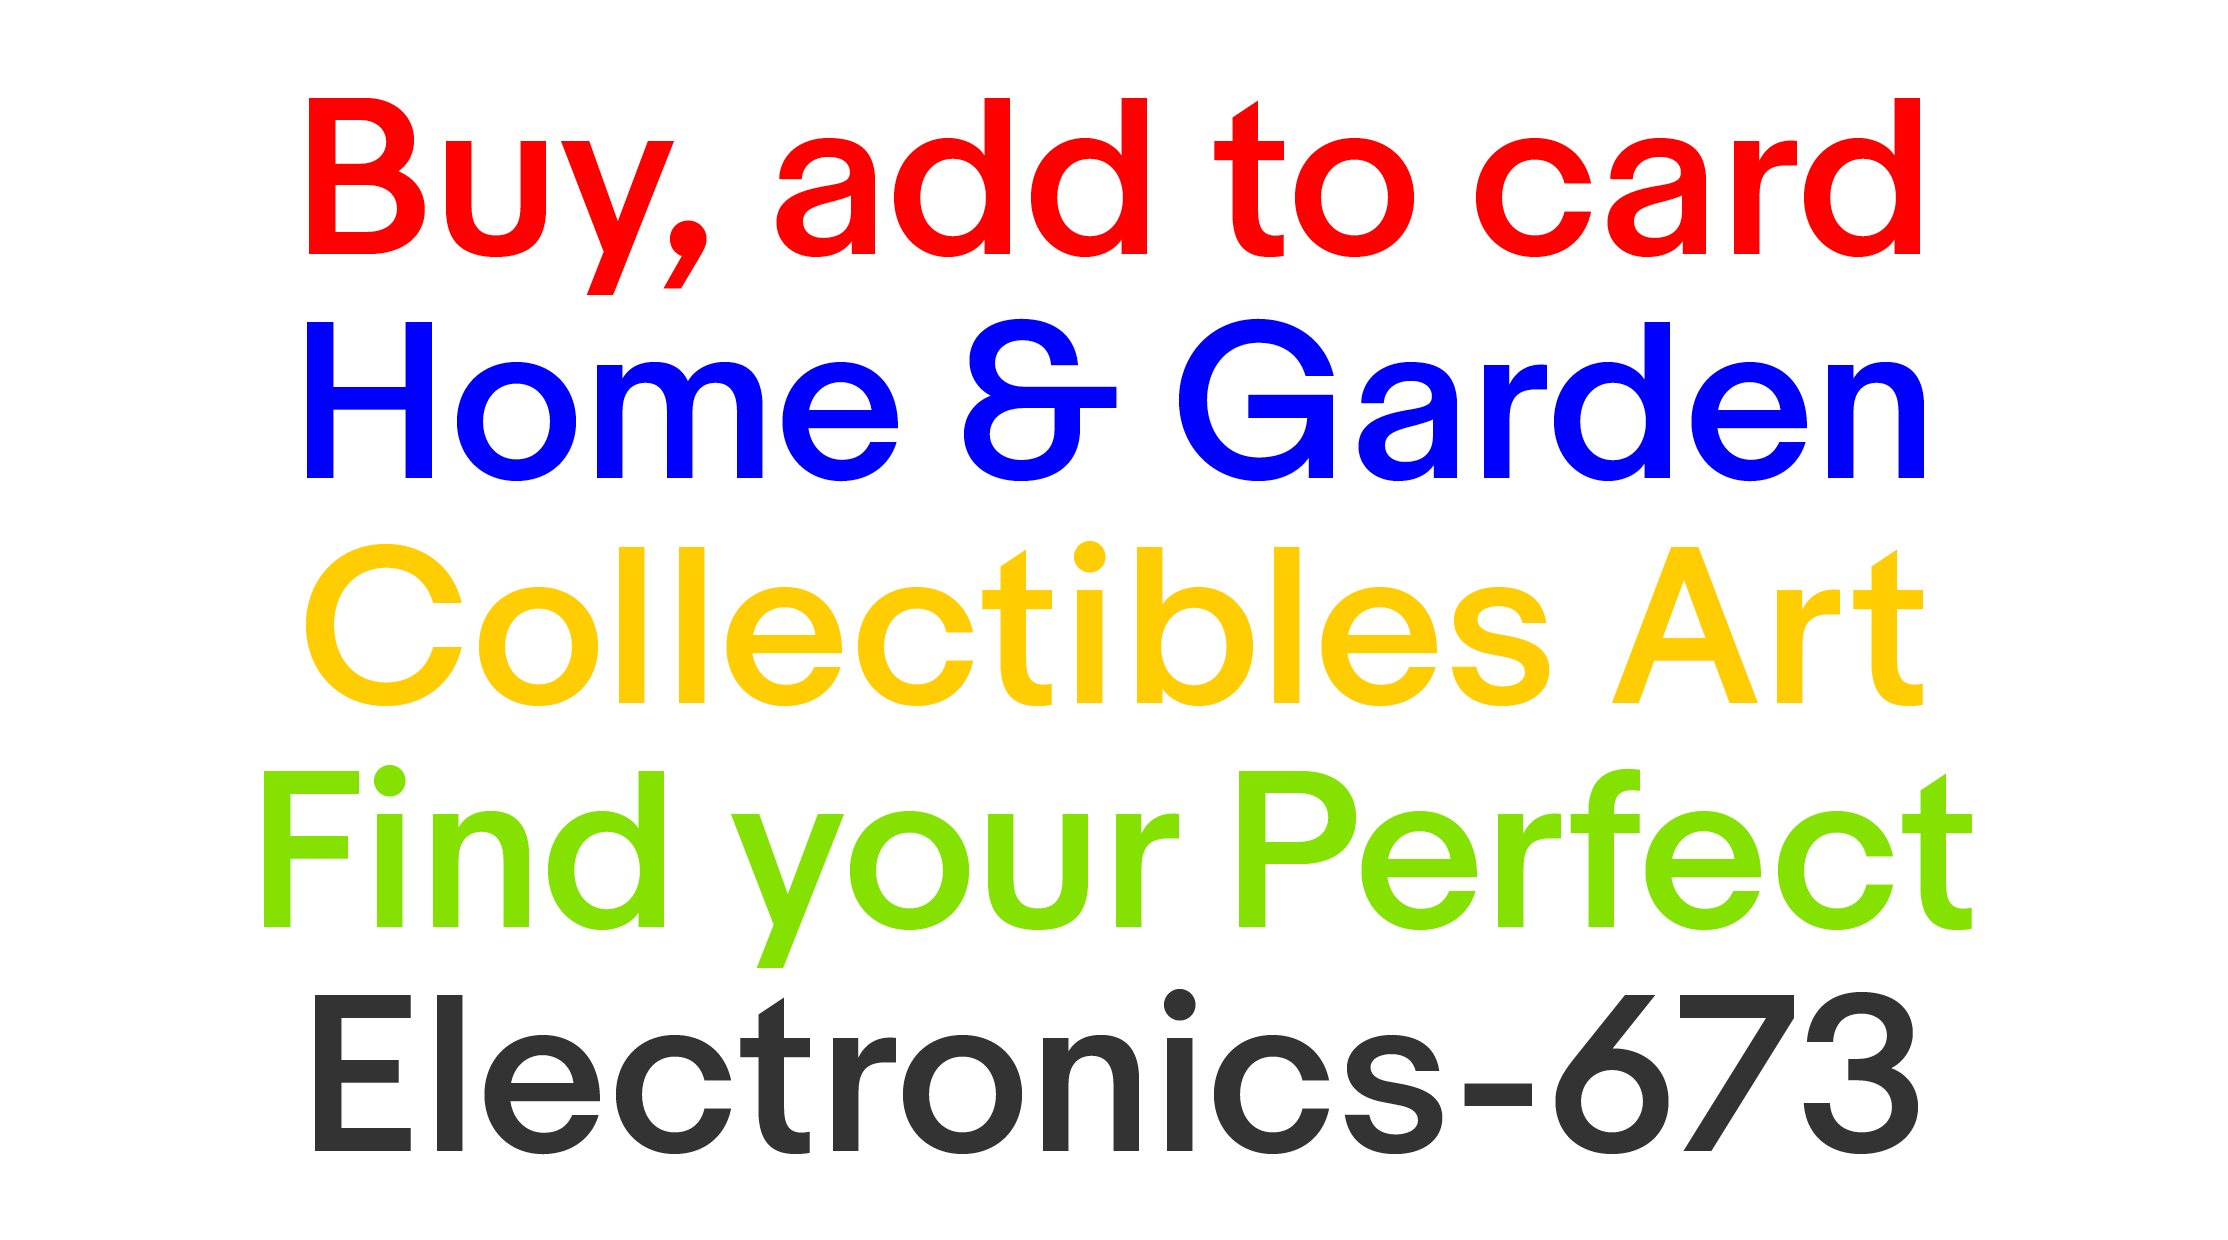 Buy, add to card
Home & Garden
Collectibles Art
Find your Perfect
Electronics-673